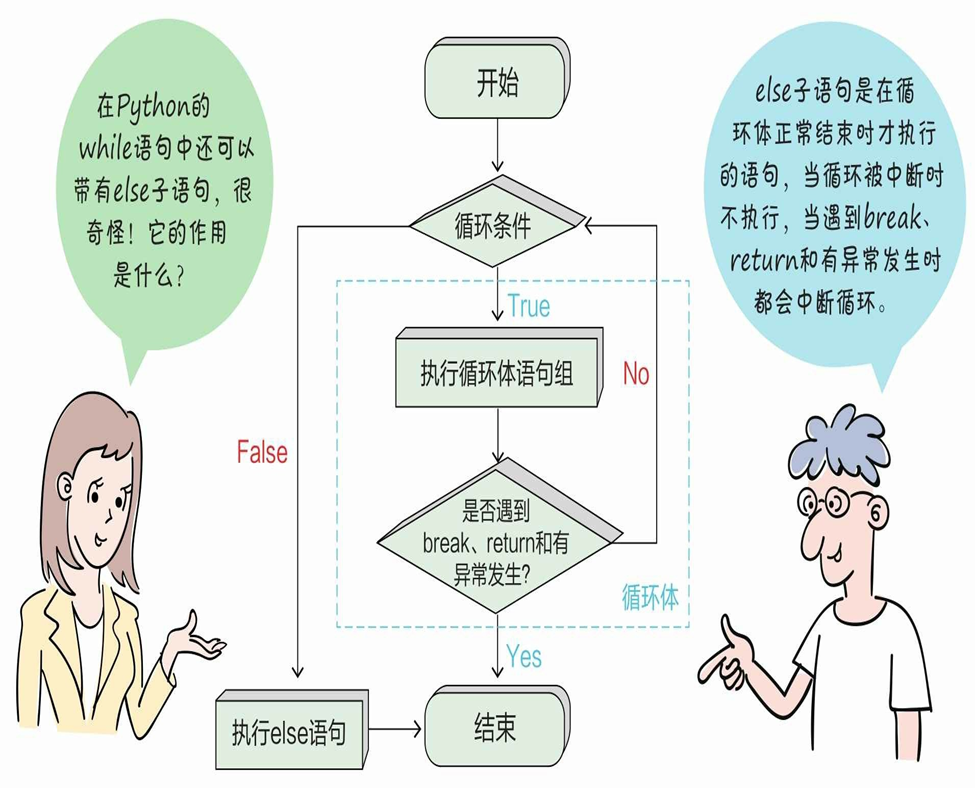 在Python的
while语句中还可以
带有else子语句，很
奇怪！它的作用
是什么？
else子语句是在循
环体正常结束时才执行
的语句，当循环被中断时
不执行，当遇到break、
return和有异常发生时
都会中断循环。
开始
循环条件
True
执行循环体语句组
No
False
是否遇到
break、return和有
异常发生？
循环体
Yes
执行else语句
结束